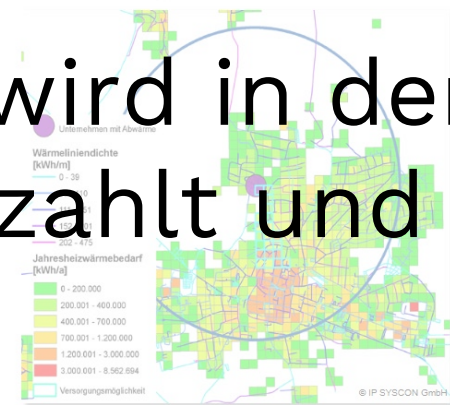 wird in der
zahlt und
Unternehmen mit Abwärme
Wärmeliniendichte
[kWh/m]
0 - 39
202 - 475
Jahresheizwärmebedarf
[kWh/a]
0 - 200.000
200.001 - 400.000
400.001 - 700.000
700.001 - 1.200.000
1.200.001 - 3.000.000
3.000.001 - 8.562.694
Versorgungsmöglichkeit
© IP SYSCON GmbH